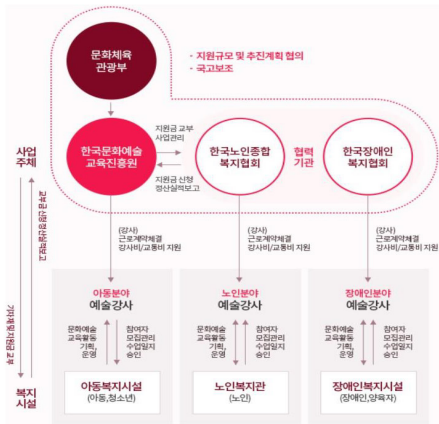 문화체육
관광부
- 지원규모 및 추진계획 협의
- 국고보조
사업
주체
한국문화예술
교육진흥원
지원금 교부
사업관리
지원금 신청
정산실적보고
한국노인종합
복지협회
협력
기관
한국장애인
복지협회
교부금 신청 정산실적보고
(강사)
근로계약체결
강사비/교통비 지원
(강사)
근로계약체결
강사비/교통비 지원
(강사)
근로계약체결
강사비/교통비 지원
아동분야
예술강사
노인분야
예술강사
장애인분야
예술강사
문화예술
교육활동
기획,
운영
참여자
모집관리
수업일지
승인
문화예술
교육활동
기획,
운영
참여자
모집관리
수업일지
승인
문화예술
교육활동
기획,
운영
참여자
모집관리
수업일지
승인
복지
시설
아동복지시설
(아동,청소년)
노인복지관
(노인)
장애인복지시설
(장애인,양육자)